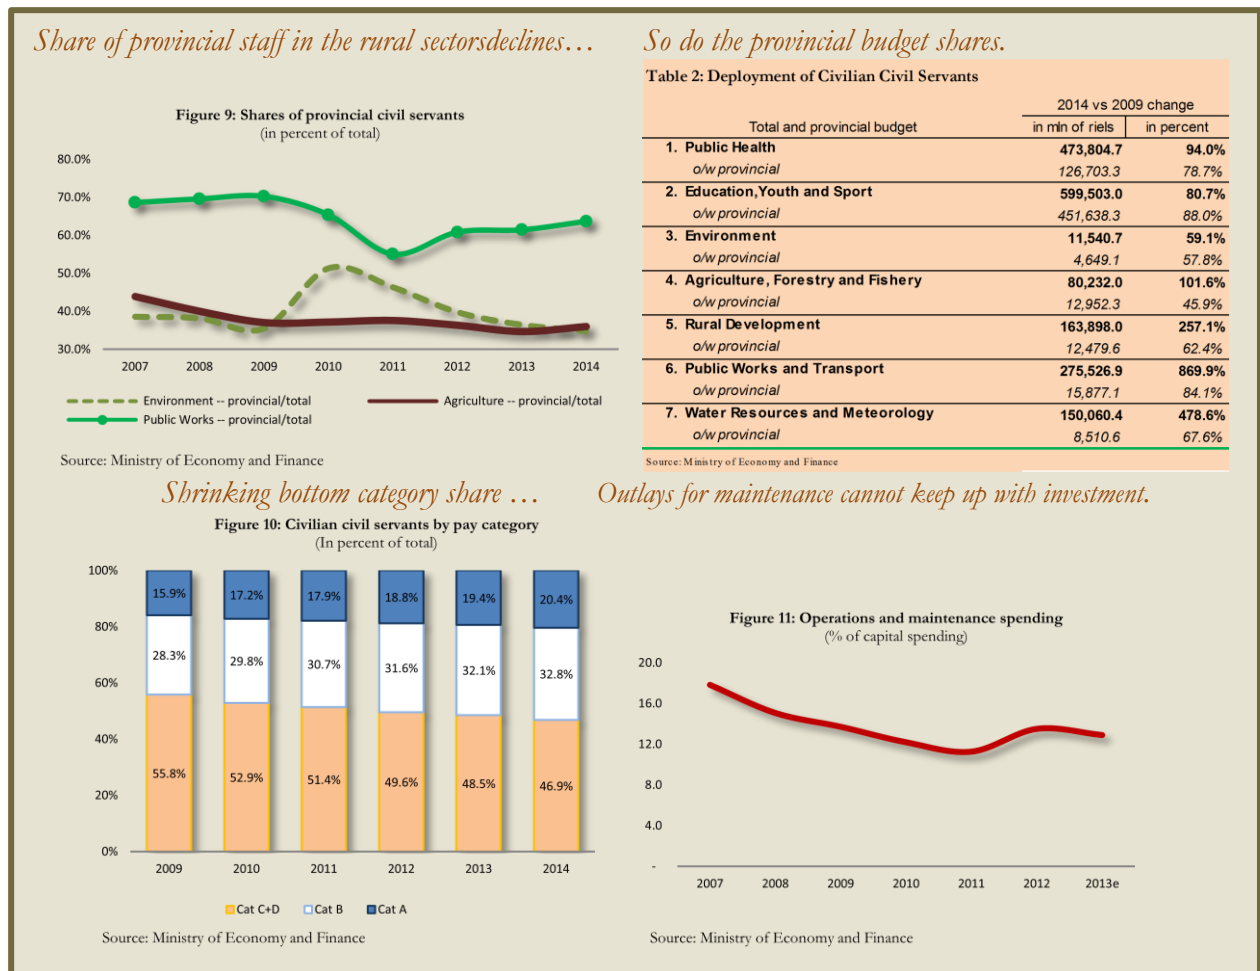 Share of provincial staff in the rural sectorsdeclines…
So do the provincial budget shares.
Figure 9: Shares of provincial civil servants
(in percent of total)
80.0%
70.0%
60.0%
50.0%
40.0%
30.0%
2007 2008 2009 2010 2011 2012 2013 2014
Environment -- provincial/total Agriculture -- provincial/total
Public Works -- provincial/total
Source: Ministry of Economy and Finance
Table 2: Deployment of Civilian Civil Servants
2014 vs 2009 change
Total and provincial budget in mln of riels in percent
1. Public Health 473,804.7 94.0%
o/w provincial 126,703.3 78.7%
2. Education,Youth and Sport 599,503.0 80.7%
o/w provincial 451,638.3 88.0%
3. Environment 11,540.7 59.1%
o/w provincial 4,649.1 57.8%
4. Agriculture, Forestry and Fishery 80,232.0 101.6%
o/w provincial 12,952.3 45.9%
5. Rural Development 163,898.0 257.1%
o/w provincial 12,479.6 62.4%
6. Public Works and Transport 275,526.9 869.9%
o/w provincial 15,877.1 84.1%
7. Water Resources and Meteorology 150,060.4 478.6%
o/w provincial 8,510.6 67.6%
Source: Ministry of Economy and Finance
Shrinking bottom category share …
Figure 10: Civilian civil servants by pay category
(In percent of total)
100%
80%
60%
40%
20%
0%
15.9% 17.2% 17.9% 18.8% 19.4% 20.4%
28.3% 29.8% 30.7% 31.6% 32.1% 32.8%
55.8% 52.9% 51.4% 49.6% 48.5% 46.9%
2009 2010 2011 2012 2013 2014
Cat C+D Cat B Cat A
Source: Ministry of Economy and Finance
Outlays for maintenance cannot keep up with investment.
Figure 11: Operations and maintenance spending
(% of capital spending)
20.0
16.0
12.0
8.0
4.0
-
2007 2008 2009 2010 2011 2012 2013e
Source: Ministry of Economy and Finance